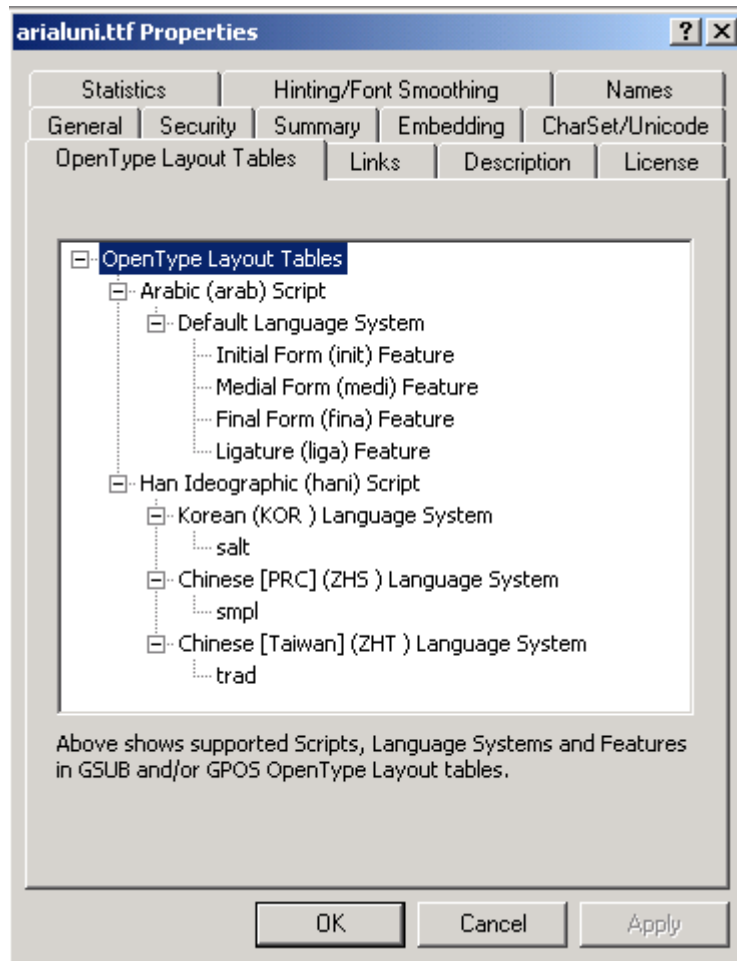 arialuni.ttf Properties
Statistics Hinting/Font Smoothing Names
General Security Summary Embedding CharSet/Unicode
OpenType Layout Tables Links Description License
OpenType Layout Tables
Arabic (arab) Script
Default Language System
Initial Form (init) Feature
Medial Form (medi) Feature
Final Form (fina) Feature
Ligature (liga) Feature
Han Ideographic (hani) Script
Korean (KOR ) Language System
salt
Chinese [PRC] (ZHS ) Language System
smpl
Chinese [Taiwan] (ZHT ) Language System
trad
Above shows supported Scripts, Language Systems and Features
in GSUB and/or GPOS OpenType Layout tables.
OK Cancel Apply